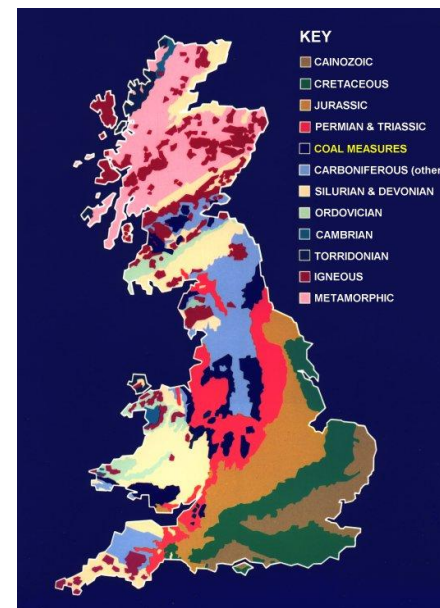 KEY
CAINOZOIC
CRETACEOUS
JURASSIC
PERMIAN & TRIASSIC
COAL MEASURES
CARBONIFEROUS (other
SILURIAN & DEVONIAN
ORDOVICIAN
CAMBRIAN
TORRIDONIAN
IGNEOUS
METAMORPHIC